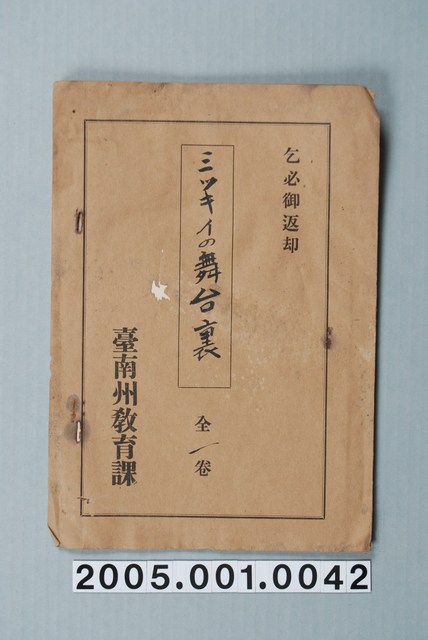 乞必御返却
ミツキイの舞台裏
全一卷
臺南州教育課
2005.001.0042